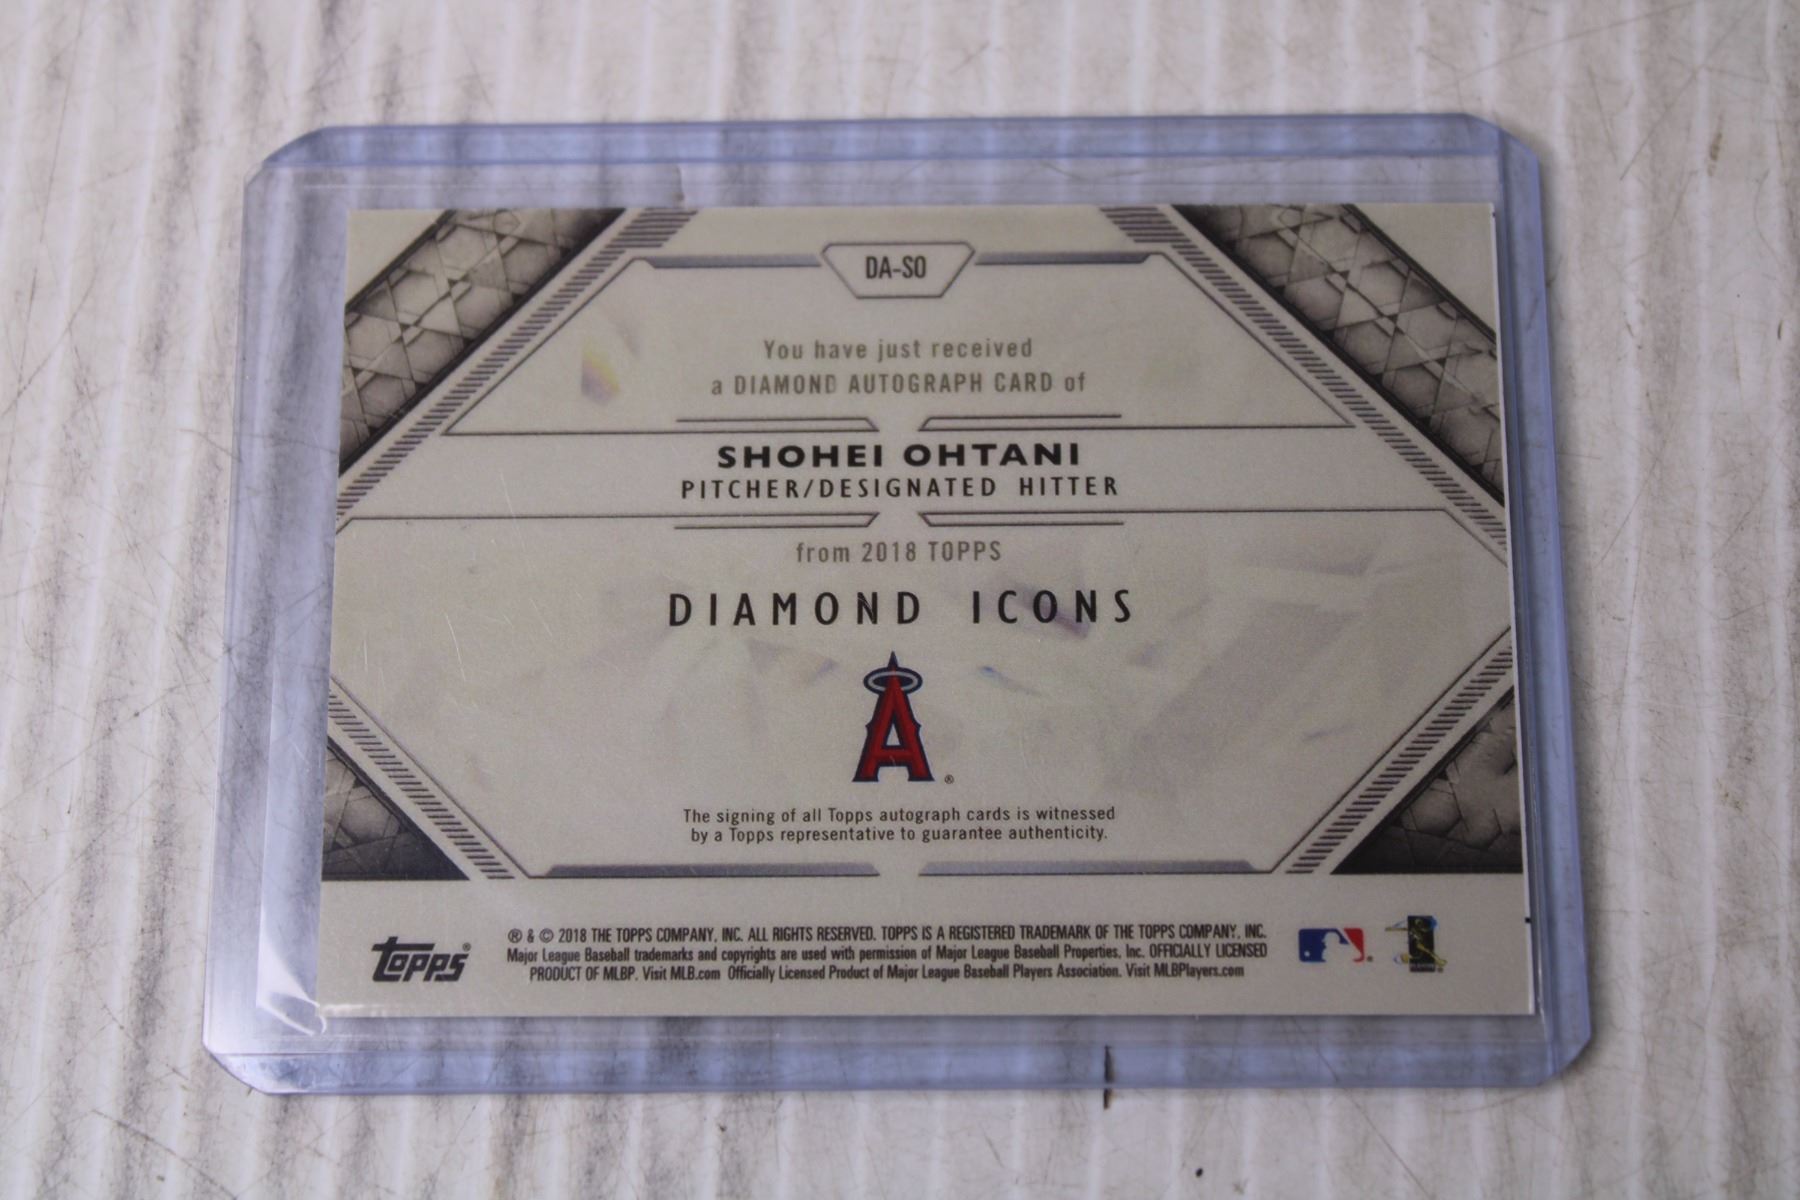 DA-SO
You have just received
a DIAMOND AUTOGRAPH CARD of
SHOHEI OHTANI
PITCHER/DESIGNATED HITTER
from 2018 TOPPS
DIAMOND ICONS
A®
The signing of all Topps autograph cards is witnessed
by a Topps representative to guarantee authenticity.
topps®
® & © 2018 THE TOPPS COMPANY, INC. ALL RIGHTS RESERVED. TOPPS IS A REGISTERED TRADEMARK OF THE TOPPS COMPANY, INC.
Major League Baseball trademarks and copyrights are used with permission of Major League Baseball Properties, Inc. OFFICIALLY LICENSED
PRODUCT OF MLBP. Visit MLB.com Officially Licensed Product of Major League Baseball Players Association. Visit MLBPlayers.com